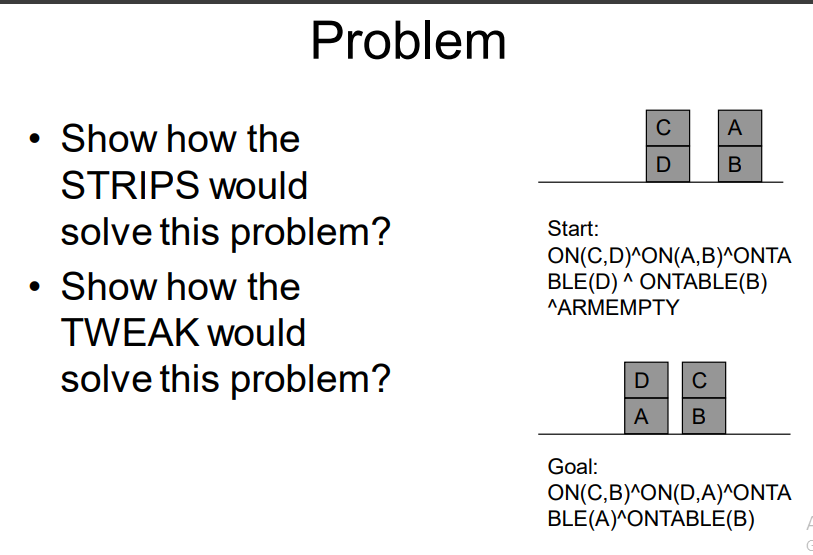 Problem
• Show how the
STRIPS would
solve this problem?
• Show how the
TWEAK would
solve this problem?
C A
D B
Start:
ON(C,D)^ON(A,B)^ONTA
BLE(D) ^ ONTABLE(B)
^ARMEMPTY
D C
A B
Goal:
ON(C,B)^ON(D,A)^ONTA
BLE(A)^ONTABLE(B)